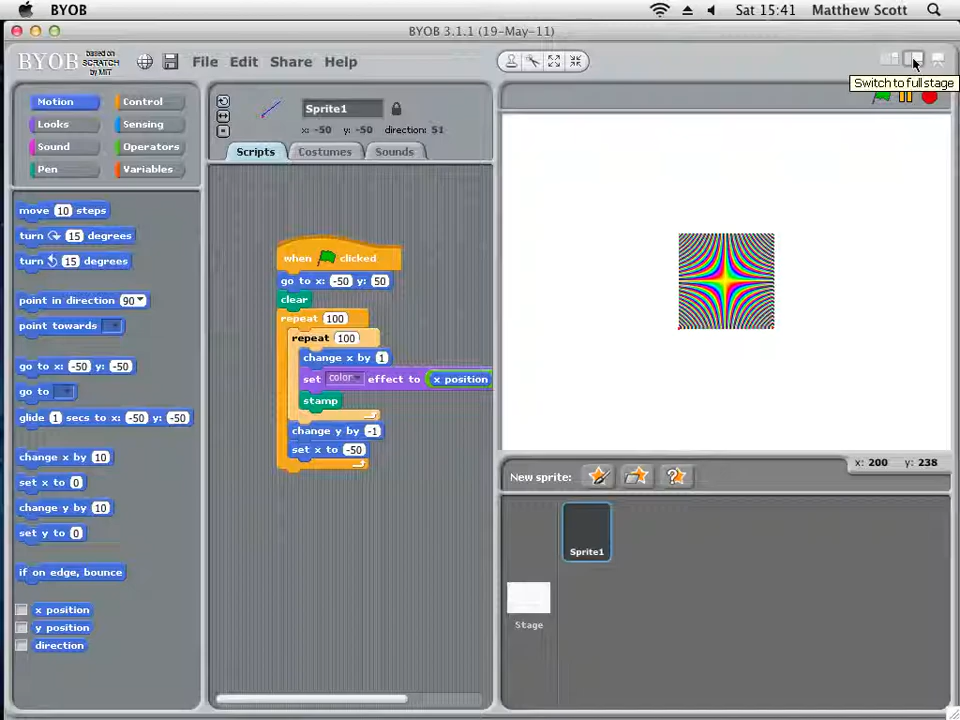 BYOB
Sat 15:41 Matthew Scott
BYOB 3.1.1 (19-May-11)
BYOB
based on
SCRATCH
by MIT
File Edit Share Help
Switch to full stage
Motion Control
Looks Sensing
Sound Operators
Pen Variables
Sprite1
x: -50 y: -50 direction: 51
Scripts Costumes Sounds
move 10 steps
turn 15 degrees
turn 15 degrees
point in direction 90
point towards
go to x: -50 y: -50
go to
glide 1 secs to x: -50 y: -50
change x by 10
set x to 0
change y by 10
set y to 0
if on edge, bounce
x position
y position
direction
when clicked
go to x: -50 y: 50
clear
repeat 100
repeat 100
change x by 1
set color effect to x position
stamp
change y by -1
set x to -50
x: 200 y: 238
New sprite:
Sprite1
Stage